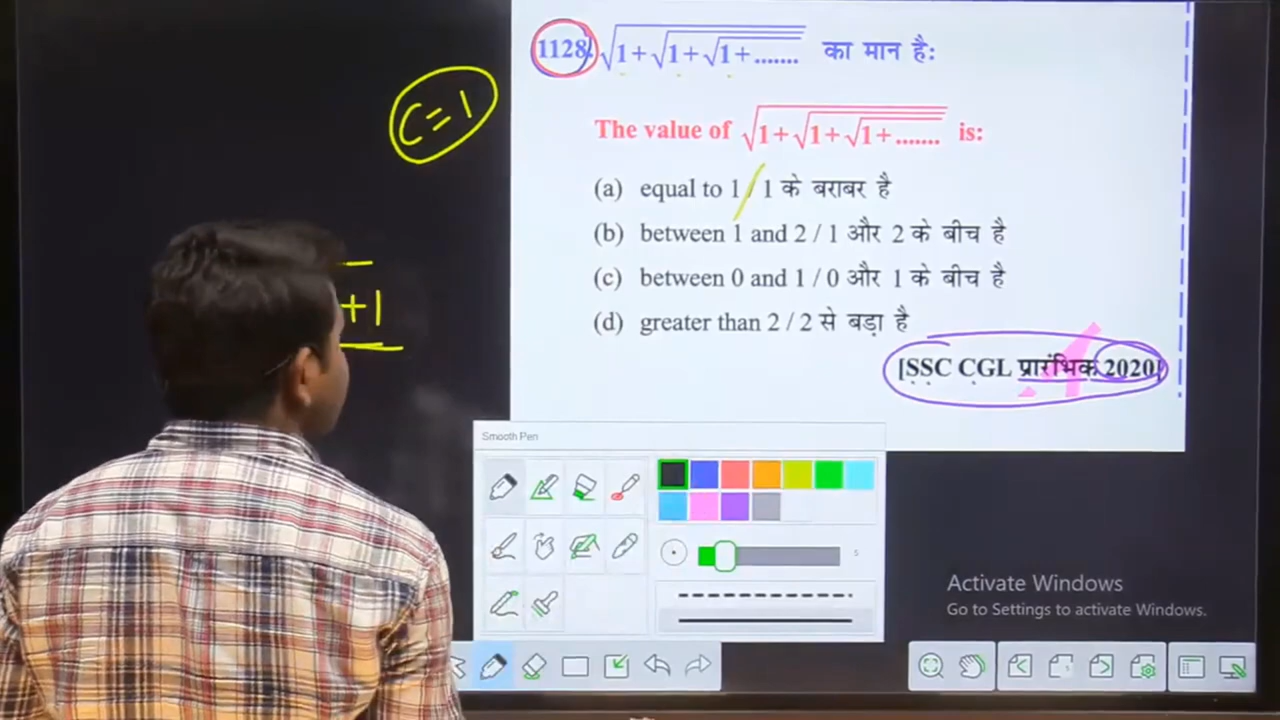 1128. √1+√1+√1+....... का मान है:
C=1
The value of √1+√1+√1+....... is:
(a) equal to 1 / 1 के बराबर है
(b) between 1 and 2 / 1 और 2 के बीच है
+1
(c) between 0 and 1 / 0 और 1 के बीच है
(d) greater than 2 / 2 से बड़ा है
[SSC CGL प्रारंभिक 2020]
Smooth Pen
5
Activate Windows
Go to Settings to activate Windows.